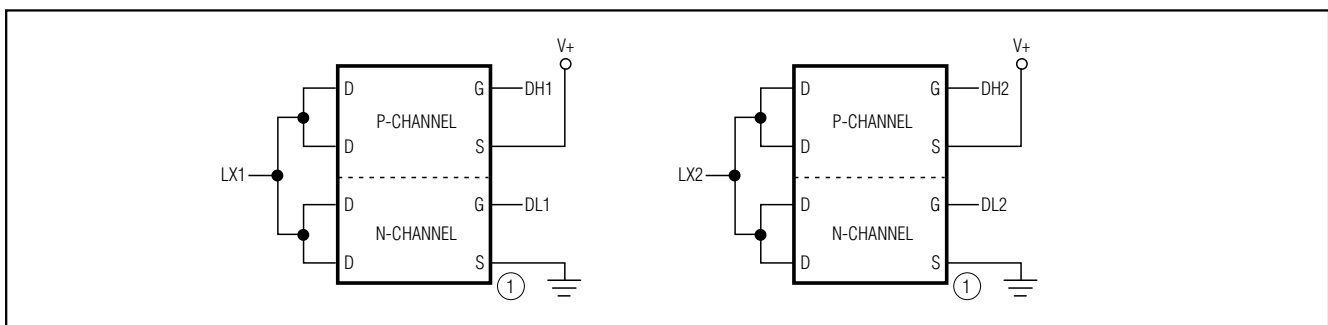 V+
D G DH1
P-CHANNEL
D S
LX1
D G DL1
N-CHANNEL
D S
1
V+
D G DH2
P-CHANNEL
D S
LX2
D G DL2
N-CHANNEL
D S
1